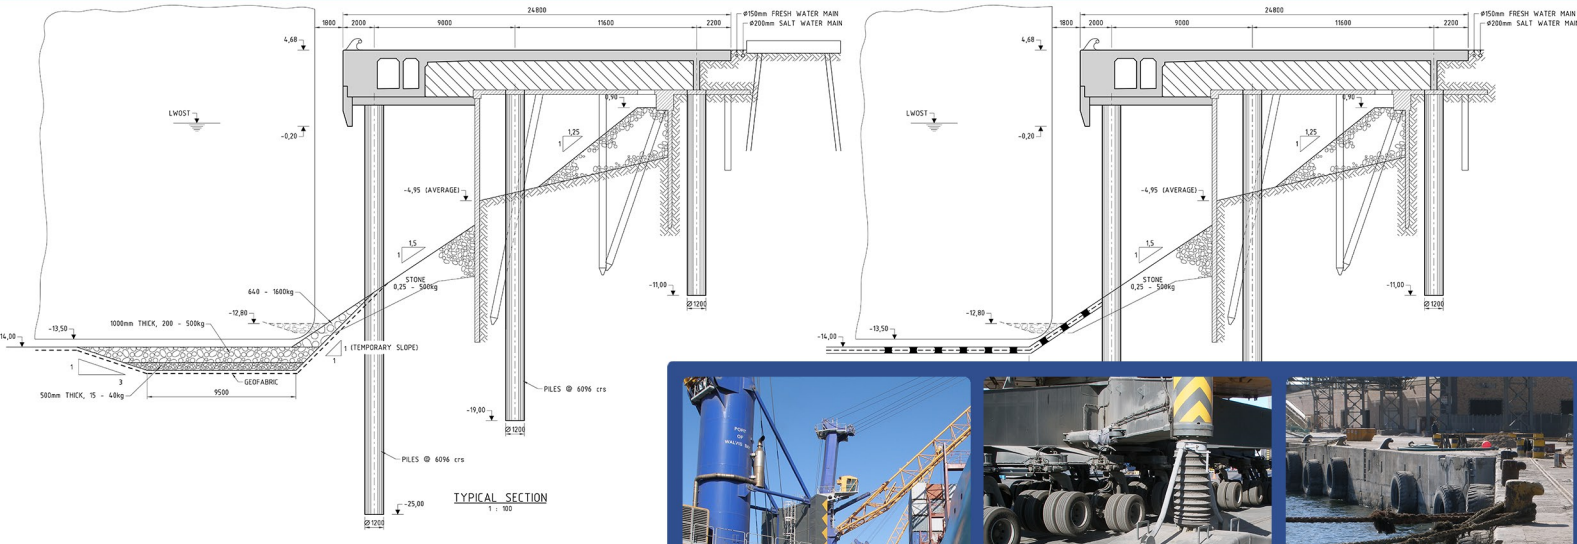 24800
1800
2000
9000
11600
2200
Ø150mm FRESH WATER MAIN
Ø200mm SALT WATER MAIN
4,68
LWOST
-0,20
0,90
1,25
1
-4,95 (AVERAGE)
1,5
1
STONE
0,25 - 500kg
640 - 1600kg
-12,80
1000mm THICK, 200 - 500kg
-13,50
14,00
1 (TEMPORARY SLOPE)
1
1
3
GEOFABRIC
500mm THICK, 15 - 40kg
9500
-11,00
Ø1200
PILES @ 6096 crs
-19,00
Ø1200
PILES @ 6096 crs
-25,00
Ø1200
TYPICAL SECTION
1 : 100
24800
1800
2000
9000
11600
2200
Ø150mm FRESH WATER MAIN
Ø200mm SALT WATER MAIN
4,68
LWOST
-0,20
0,90
1,25
1
-4,95 (AVERAGE)
1,5
1
STONE
0,25 - 500kg
-12,80
-13,50
-14,00
-11,00
Ø1200
PORT
OF
WALVIS